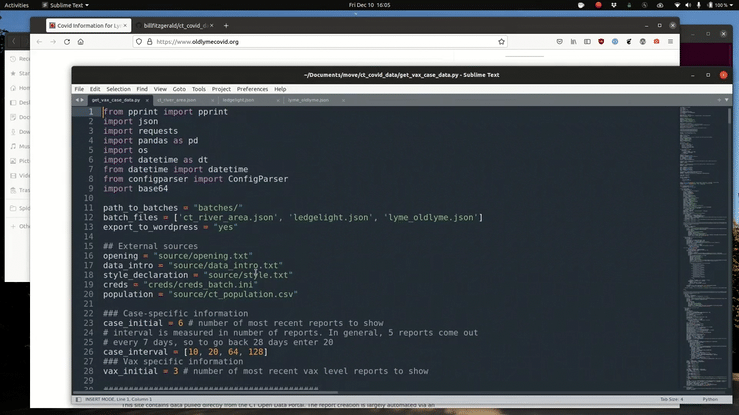 Activities
Sublime Text
Fri Dec 10 16:05
100 %
Covid Information for Ly
billfitzgerald/ct_covid_d
https://www.oldlymecovid.org
~/Documents/move/ct_covid_data/get_vax_case_data.py - Sublime Text
File Edit Selection Find View Goto Tools Project Preferences Help
get_vax_case_data.py ct_river_area.json ledgelight.json lyme_oldlyme.json
1 from pprint import pprint
2 import json
3 import requests
4 import pandas as pd
5 import os
6 import datetime as dt
7 from datetime import datetime
8 from configparser import ConfigParser
9 import base64
10
11 path_to_batches = "batches/"
12 batch_files = ['ct_river_area.json', 'ledgelight.json', 'lyme_oldlyme.json']
13 export_to_wordpress = "yes"
14
15 ## External sources
16 opening = "source/opening.txt"
17 data_intro = "source/data_intro.txt"
18 style_declaration = "source/style.txt"
19 creds = "creds/creds_batch.ini"
20 population = "source/ct_population.csv"
21
22 ### Case-specific information
23 case_initial = 6 # number of most recent reports to show
24 # interval is measured in number of reports. In general, 5 reports come out
25 # every 7 days, so to go back 28 days enter 20
26 case_interval = [10, 20, 64, 128]
27 ### Vax specific information
28 vax_initial = 3 # number of most recent vax level reports to show
29
30 #######################################
INSERT MODE, Line 1, Column 1
Tab Size: 4
Python
This site contains data pulled directly from the CT Open Data Portal. The report creation is largely automated via an